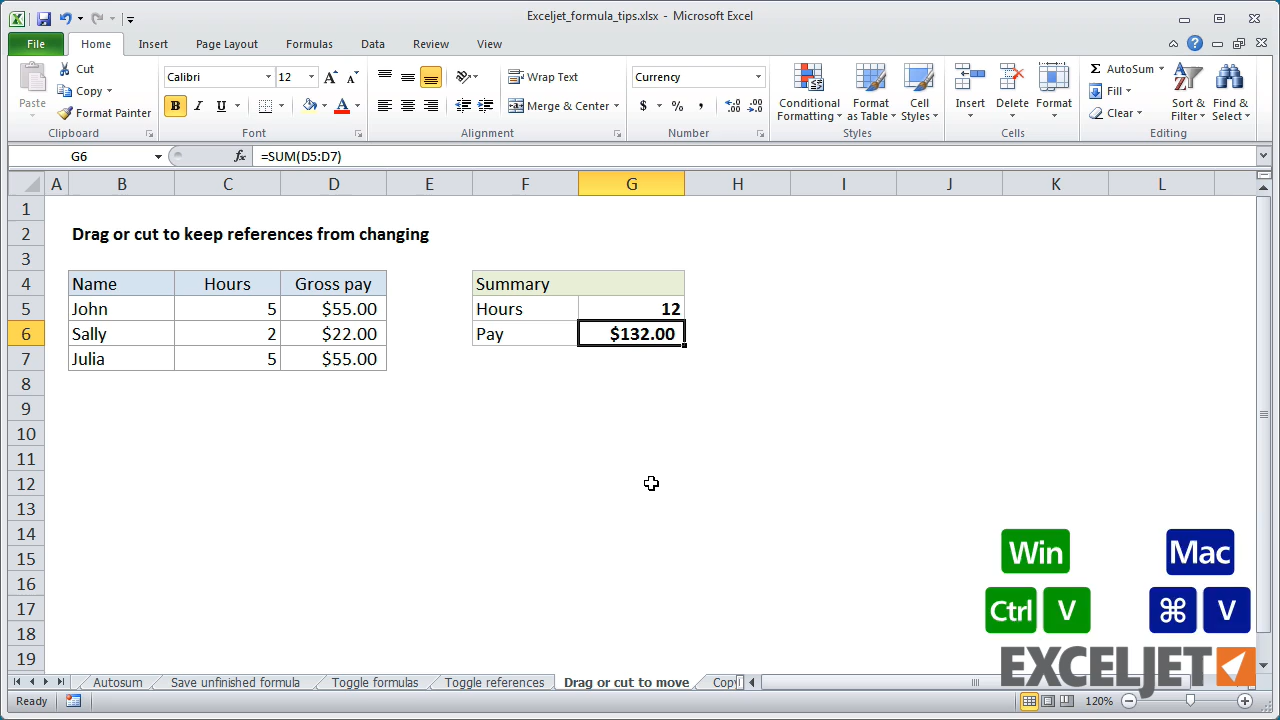 Exceljet_formula_tips.xlsx - Microsoft Excel
File Home Insert Page Layout Formulas Data Review View
Paste
Cut
Copy
Format Painter
Clipboard
Calibri 12
B I U A
Font
Wrap Text
Merge & Center
Alignment
Currency
$ % ,
Number
Conditional Formatting
Format as Table
Cell Styles
Styles
Insert
Delete
Format
Cells
AutoSum
Fill
Clear
Sort & Filter
Find & Select
Editing
G6 fx =SUM(D5:D7)
A B C D E F G H I J K L
1
2 Drag or cut to keep references from changing
3
4 Name Hours Gross pay Summary
5 John 5 $55.00 Hours 12
6 Sally 2 $22.00 Pay $132.00
7 Julia 5 $55.00
8
9
10
11
12
13
14
15
16
17
18
19
Win Mac
Ctrl V ⌘ V
EXCELJET
Autosum Save unfinished formula Toggle formulas Toggle references Drag or cut to move Copy
Ready 120%